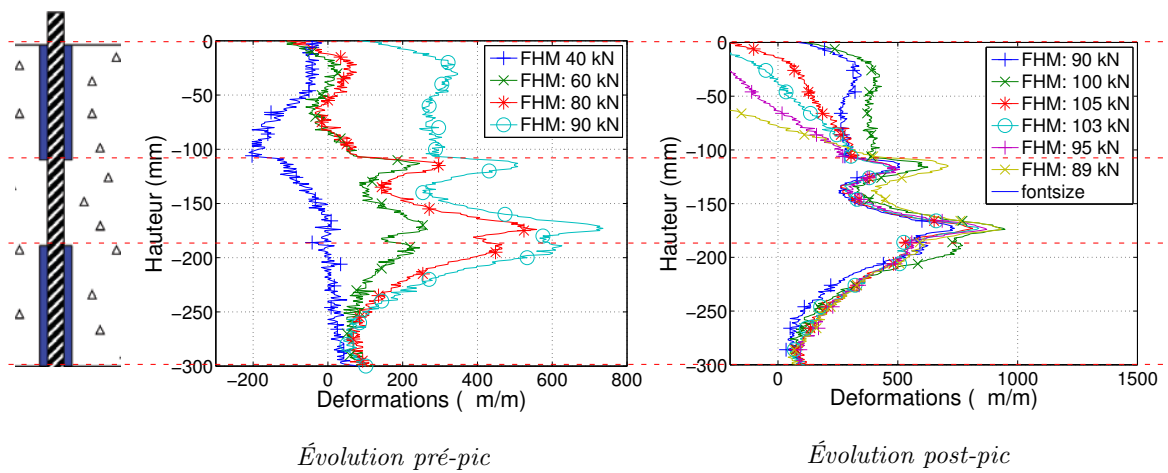 0
−50
−100
−150
−200
−250
−300
Hauteur (mm)
−200 0 200 400 600 800
Deformations ( m/m)
FHM 40 kN
FHM: 60 kN
FHM: 80 kN
FHM: 90 kN
Évolution pré-pic
0
−50
−100
−150
−200
−250
−300
Hauteur (mm)
0 500 1000 1500
Deformations ( m/m)
FHM: 90 kN
FHM: 100 kN
FHM: 105 kN
FHM: 103 kN
FHM: 95 kN
FHM: 89 kN
fontsize
Évolution post-pic